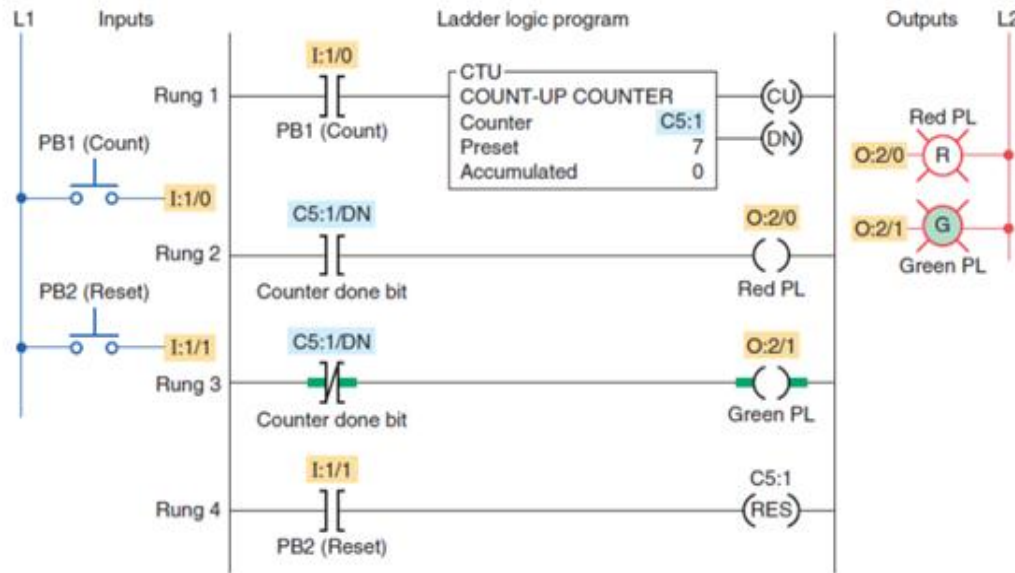 L1 Inputs Ladder logic program Outputs L2
I:1/0
Rung 1
CTU
COUNT-UP COUNTER
Counter C5:1
Preset 7
Accumulated 0
CU
DN
PB1 (Count)
PB1 (Count)
I:1/0
Red PL
O:2/0 R
O:2/1 G
Green PL
C5:1/DN O:2/0
Rung 2
Counter done bit Red PL
PB2 (Reset)
I:1/1
C5:1/DN O:2/1
Rung 3
Counter done bit Green PL
I:1/1 C5:1
Rung 4 RES
PB2 (Reset)